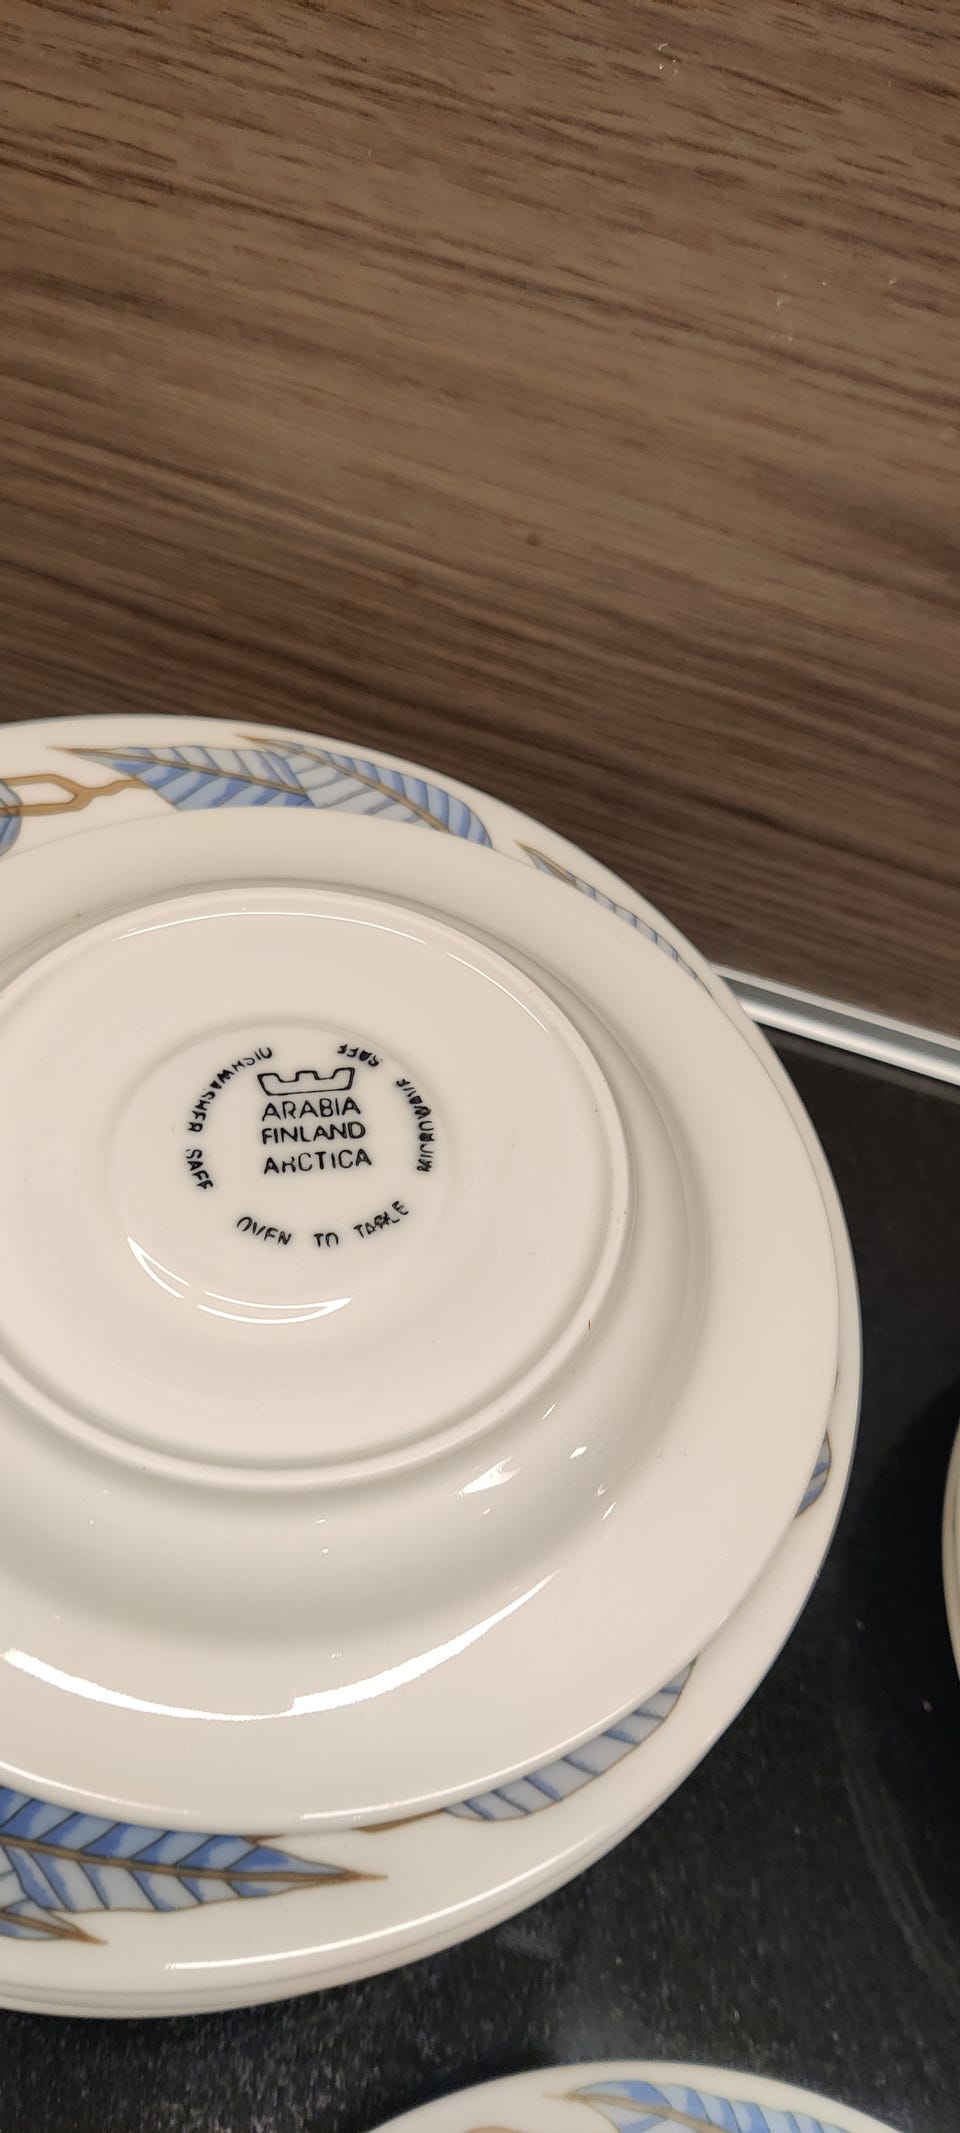 ARABIA
FINLAND
ARCTICA
DISHWASHER SAFE
OVEN TO TABLE
MICROWAVE SAFE